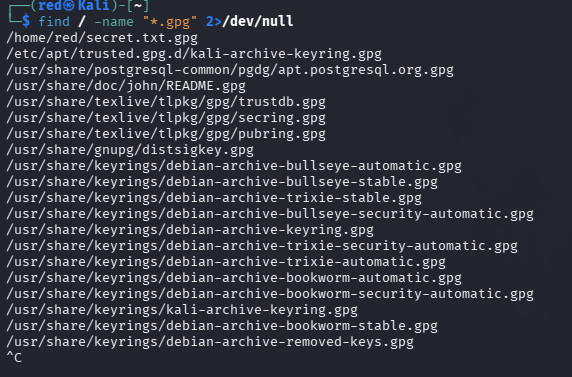 ┌──(red㉿Kali)-[~]
└─$ find / -name "*.gpg" 2>/dev/null
/home/red/secret.txt.gpg
/etc/apt/trusted.gpg.d/kali-archive-keyring.gpg
/usr/share/postgresql-common/pgdg/apt.postgresql.org.gpg
/usr/share/doc/john/README.gpg
/usr/share/texlive/tlpkg/gpg/trustdb.gpg
/usr/share/texlive/tlpkg/gpg/secring.gpg
/usr/share/texlive/tlpkg/gpg/pubring.gpg
/usr/share/gnupg/distsigkey.gpg
/usr/share/keyrings/debian-archive-bullseye-automatic.gpg
/usr/share/keyrings/debian-archive-bullseye-stable.gpg
/usr/share/keyrings/debian-archive-trixie-stable.gpg
/usr/share/keyrings/debian-archive-bullseye-security-automatic.gpg
/usr/share/keyrings/debian-archive-keyring.gpg
/usr/share/keyrings/debian-archive-trixie-security-automatic.gpg
/usr/share/keyrings/debian-archive-trixie-automatic.gpg
/usr/share/keyrings/debian-archive-bookworm-automatic.gpg
/usr/share/keyrings/debian-archive-bookworm-security-automatic.gpg
/usr/share/keyrings/kali-archive-keyring.gpg
/usr/share/keyrings/debian-archive-bookworm-stable.gpg
/usr/share/keyrings/debian-archive-removed-keys.gpg
^C